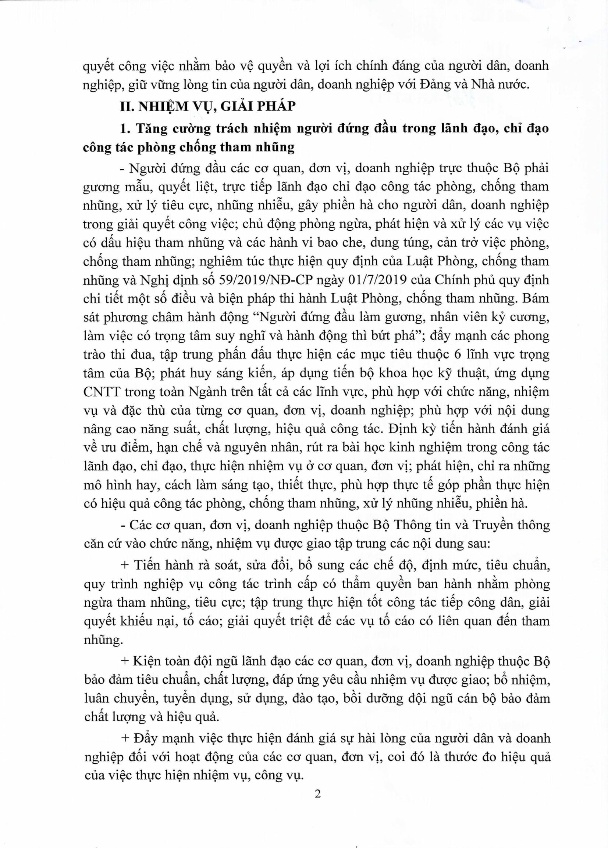 quyết công việc nhằm bảo vệ quyền và lợi ích chính đáng của người dân, doanh
nghiệp, giữ vững lòng tin của người dân, doanh nghiệp với Đảng và Nhà nước.
II. NHIỆM VỤ, GIẢI PHÁP
1. Tăng cường trách nhiệm người đứng đầu trong lãnh đạo, chỉ đạo
công tác phòng chống tham nhũng
- Người đứng đầu các cơ quan, đơn vị, doanh nghiệp trực thuộc Bộ phải
gương mẫu, quyết liệt, trực tiếp lãnh đạo chỉ đạo công tác phòng, chống tham
nhũng, xử lý tiêu cực, nhũng nhiễu, gây phiền hà cho người dân, doanh nghiệp
trong giải quyết công việc; chủ động phòng ngừa, phát hiện và xử lý các vụ việc
có dấu hiệu tham nhũng và các hành vi bao che, dung túng, cản trở việc phòng,
chống tham nhũng; nghiêm túc thực hiện quy định của Luật Phòng, chống tham
nhũng và Nghị định số 59/2019/NĐ-CP ngày 01/7/2019 của Chính phủ quy định
chi tiết một số điều và biện pháp thi hành Luật Phòng, chống tham nhũng. Bám
sát phương châm hành động “Người đứng đầu làm gương, nhân viên kỷ cương,
làm việc có trọng tâm suy nghĩ và hành động thì bứt phá”; đẩy mạnh các phong
trào thi đua, tập trung phấn đấu thực hiện các mục tiêu thuộc 6 lĩnh vực trọng
tâm của Bộ; phát huy sáng kiến, áp dụng tiến bộ khoa học kỹ thuật, ứng dụng
CNTT trong toàn Ngành trên tất cả các lĩnh vực, phù hợp với chức năng, nhiệm
vụ và đặc thù của từng cơ quan, đơn vị, doanh nghiệp; phù hợp với nội dung
nâng cao năng suất, chất lượng, hiệu quả công tác. Định kỳ tiến hành đánh giá
về ưu điểm, hạn chế và nguyên nhân, rút ra bài học kinh nghiệm trong công tác
lãnh đạo, chỉ đạo, thực hiện nhiệm vụ ở cơ quan, đơn vị; phát hiện, chỉ ra những
mô hình hay, cách làm sáng tạo, thiết thực, phù hợp thực tế góp phần thực hiện
có hiệu quả công tác phòng, chống tham nhũng, xử lý nhũng nhiễu, phiền hà.
- Các cơ quan, đơn vị, doanh nghiệp thuộc Bộ Thông tin và Truyền thông
căn cứ vào chức năng, nhiệm vụ được giao tập trung các nội dung sau:
+ Tiến hành rà soát, sửa đổi, bổ sung các chế độ, định mức, tiêu chuẩn,
quy trình nghiệp vụ công tác trình cấp có thẩm quyền ban hành nhằm phòng
ngừa tham nhũng, tiêu cực; tập trung thực hiện tốt công tác tiếp công dân, giải
quyết khiếu nại, tố cáo; giải quyết triệt để các vụ tố cáo có liên quan đến tham
nhũng.
+ Kiện toàn đội ngũ lãnh đạo các cơ quan, đơn vị, doanh nghiệp thuộc Bộ
bảo đảm tiêu chuẩn, chất lượng, đáp ứng yêu cầu nhiệm vụ được giao; bổ nhiệm,
luân chuyển, tuyển dụng, sử dụng, đào tạo, bồi dưỡng đội ngũ cán bộ bảo đảm
chất lượng và hiệu quả.
+ Đẩy mạnh việc thực hiện đánh giá sự hài lòng của người dân và doanh
nghiệp đối với hoạt động của các cơ quan, đơn vị, coi đó là thước đo hiệu quả
của việc thực hiện nhiệm vụ, công vụ.
2